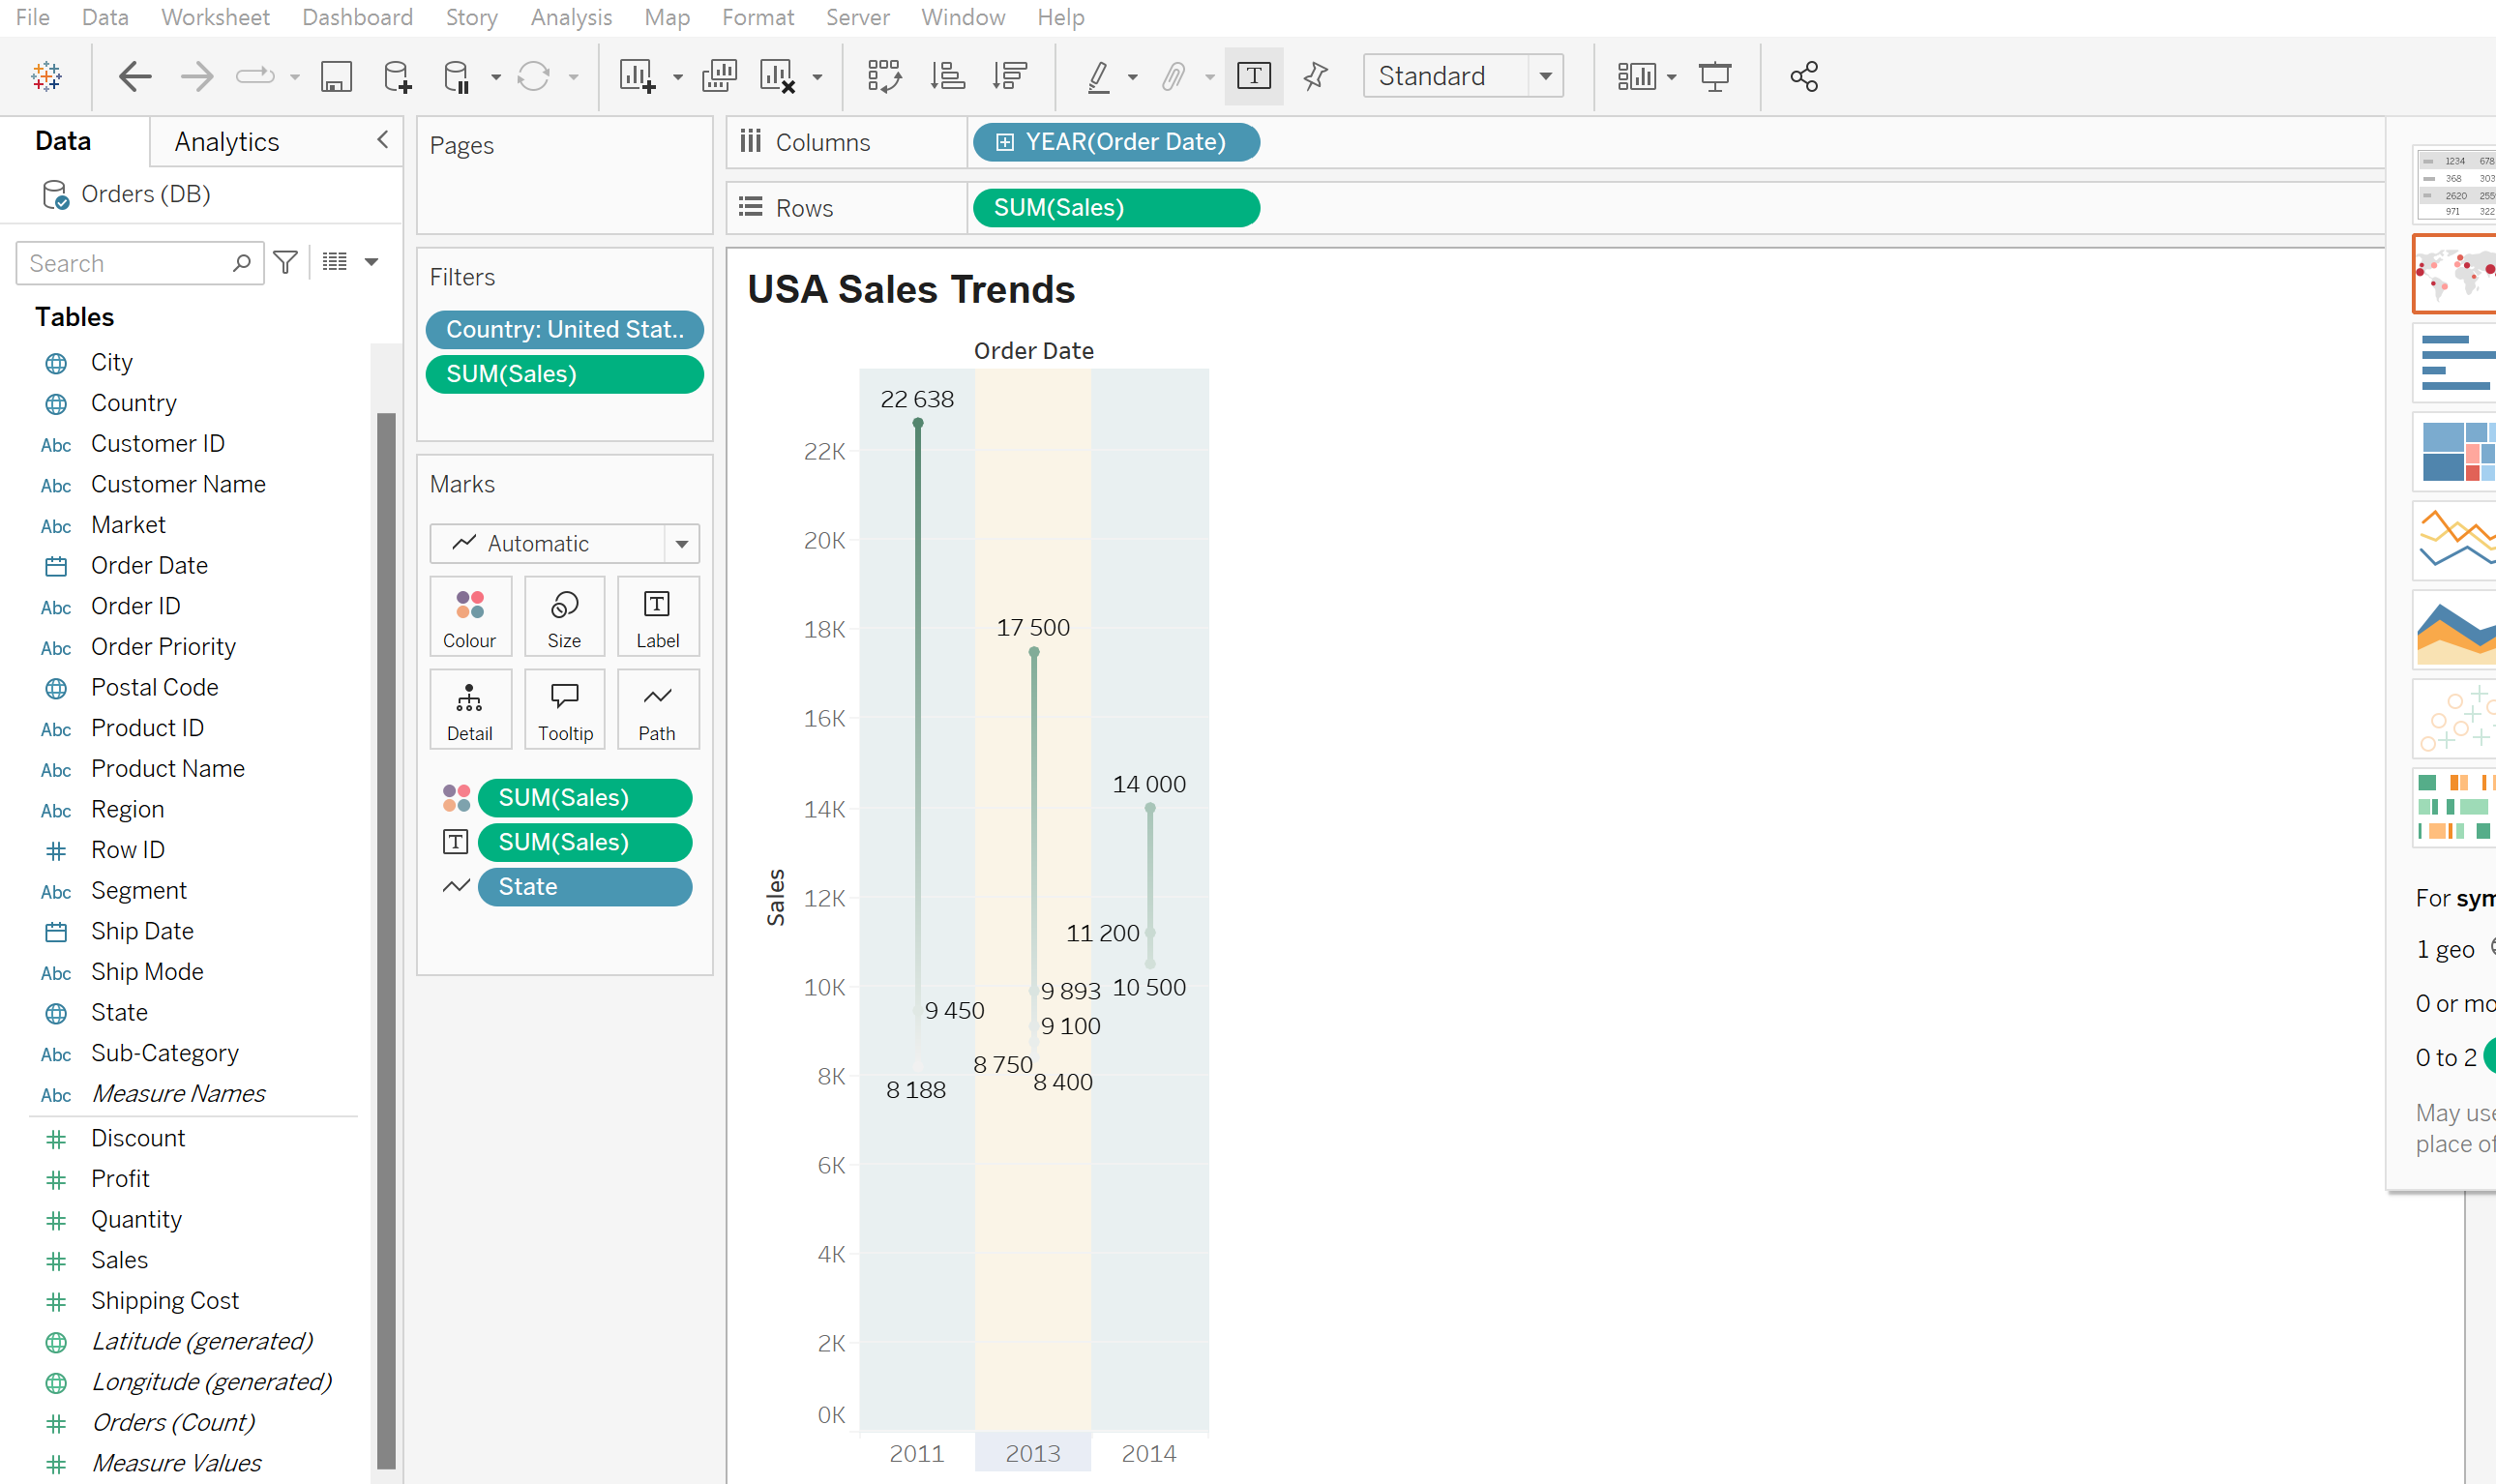 File Data Worksheet Dashboard Story Analysis Map Format Server Window Help
Standard
Data Analytics
Orders (DB)
Search
Tables
City
Country
Abc Customer ID
Abc Customer Name
Abc Market
Order Date
Abc Order ID
Abc Order Priority
Postal Code
Abc Product ID
Abc Product Name
Abc Region
Row ID
Abc Segment
Ship Date
Abc Ship Mode
State
Abc Sub-Category
Abc Measure Names
Discount
Profit
Quantity
Sales
Shipping Cost
Latitude (generated)
Longitude (generated)
Orders (Count)
Measure Values
Pages
Filters
Country: United Stat..
SUM(Sales)
Marks
Automatic
Colour Size Label
Detail Tooltip Path
SUM(Sales)
SUM(Sales)
State
Columns YEAR(Order Date)
Rows SUM(Sales)
USA Sales Trends
Order Date
22 638
22K
20K
18K
17 500
16K
14 000
14K
12K
Sales
11 200
10K
9 893
10 500
9 450
9 100
8 750
8K
8 400
8 188
6K
4K
2K
0K
2011 2013 2014
1234 678
368 303
2620 255
971 322
For sym
1 geo
0 or mo
0 to 2
May use
place of